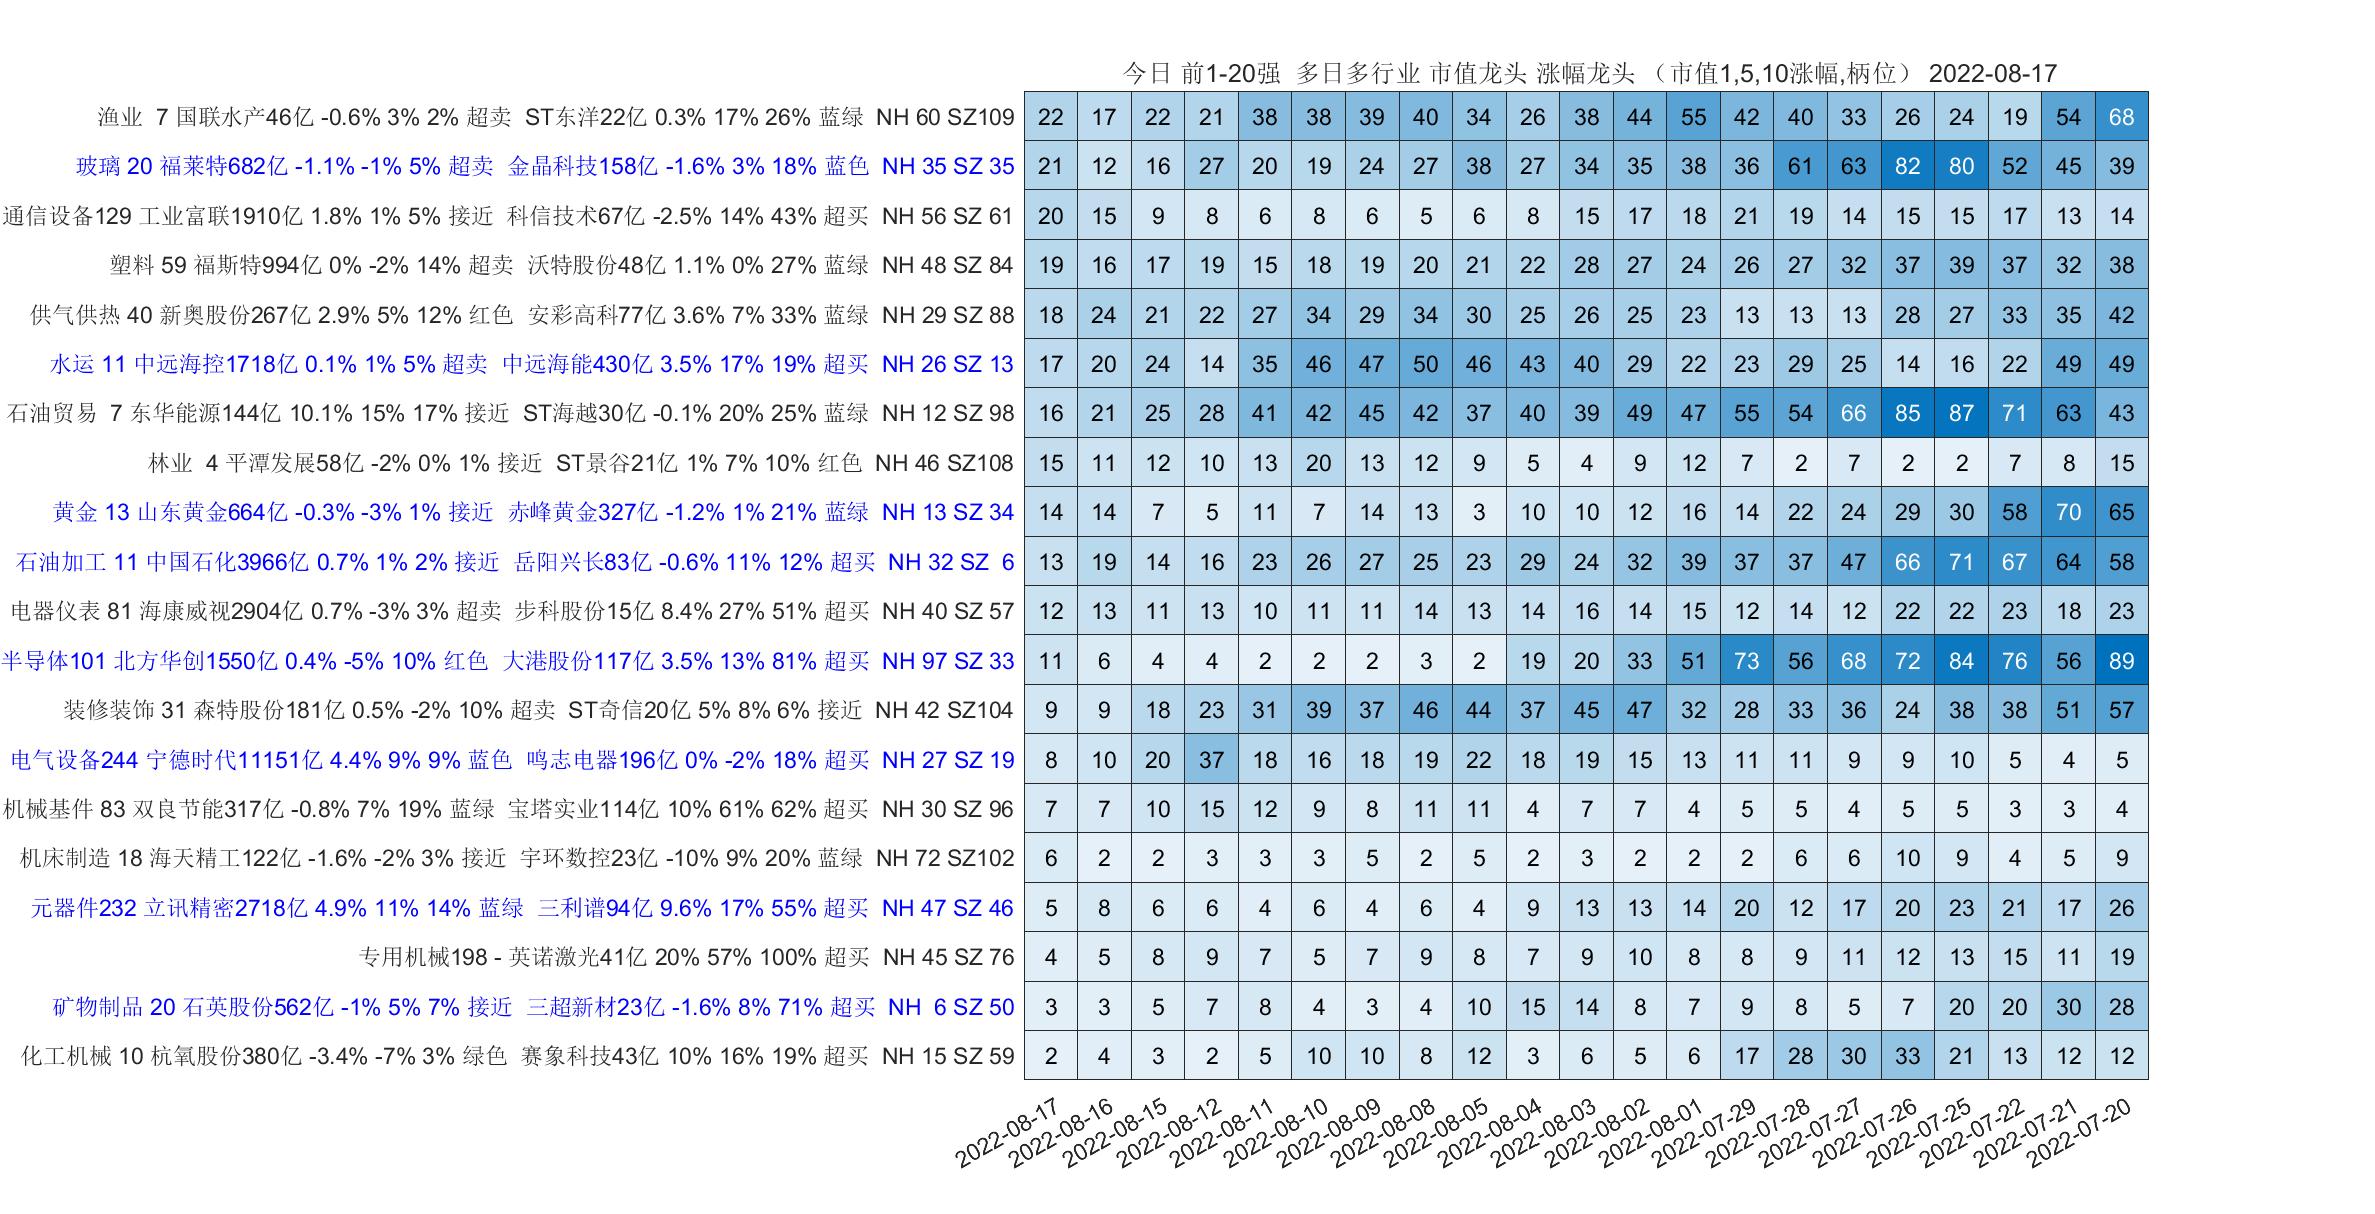 今日 前1-20强 多日多行业 市值龙头 涨幅龙头 （市值1,5,10涨幅,柄位） 2022-08-17
渔业 7 国联水产46亿 -0.6% 3% 2% 超卖 ST东洋22亿 0.3% 17% 26% 蓝绿 NH 60 SZ109 22 17 22 21 38 38 39 40 34 26 38 44 55 42 40 33 26 24 19 54 68
玻璃 20 福莱特682亿 -1.1% -1% 5% 超卖 金晶科技158亿 -1.6% 3% 18% 蓝色 NH 35 SZ 35 21 12 16 27 20 19 24 27 38 27 34 35 38 36 61 63 82 80 52 45 39
通信设备129 工业富联1910亿 1.8% 1% 5% 接近 科信技术67亿 -2.5% 14% 43% 超买 NH 56 SZ 61 20 15 9 8 6 8 6 5 6 8 15 17 18 21 19 14 15 15 17 13 14
塑料 59 福斯特994亿 0% -2% 14% 超卖 沃特股份48亿 1.1% 0% 27% 蓝绿 NH 48 SZ 84 19 16 17 19 15 18 19 20 21 22 28 27 24 26 27 32 37 39 37 32 38
供气供热 40 新奥股份267亿 2.9% 5% 12% 红色 安彩高科77亿 3.6% 7% 33% 蓝绿 NH 29 SZ 88 18 24 21 22 27 34 29 34 30 25 26 25 23 13 13 13 28 27 33 35 42
水运 11 中远海控1718亿 0.1% 1% 5% 超卖 中远海能430亿 3.5% 17% 19% 超买 NH 26 SZ 13 17 20 24 14 35 46 47 50 46 43 40 29 22 23 29 25 14 16 22 49 49
石油贸易 7 东华能源144亿 10.1% 15% 17% 接近 ST海越30亿 -0.1% 20% 25% 蓝绿 NH 12 SZ 98 16 21 25 28 41 42 45 42 37 40 39 49 47 55 54 66 85 87 71 63 43
林业 4 平潭发展58亿 -2% 0% 1% 接近 ST景谷21亿 1% 7% 10% 红色 NH 46 SZ108 15 11 12 10 13 20 13 12 9 5 4 9 12 7 2 7 2 2 7 8 15
黄金 13 山东黄金664亿 -0.3% -3% 1% 接近 赤峰黄金327亿 -1.2% 1% 21% 蓝绿 NH 13 SZ 34 14 14 7 5 11 7 14 13 3 10 10 12 16 14 22 24 29 30 58 70 65
石油加工 11 中国石化3966亿 0.7% 1% 2% 接近 岳阳兴长83亿 -0.6% 11% 12% 超买 NH 32 SZ 6 13 19 14 16 23 26 27 25 23 29 24 32 39 37 37 47 66 71 67 64 58
电器仪表 81 海康威视2904亿 0.7% -3% 3% 超卖 步科股份15亿 8.4% 27% 51% 超买 NH 40 SZ 57 12 13 11 13 10 11 11 14 13 14 16 14 15 12 14 12 22 22 23 18 23
半导体101 北方华创1550亿 0.4% -5% 10% 红色 大港股份117亿 3.5% 13% 81% 超买 NH 97 SZ 33 11 6 4 4 2 2 2 3 2 19 20 33 51 73 56 68 72 84 76 56 89
装修装饰 31 森特股份181亿 0.5% -2% 10% 超卖 ST奇信20亿 5% 8% 6% 接近 NH 42 SZ104 9 9 18 23 31 39 37 46 44 37 45 47 32 28 33 36 24 38 38 51 57
电气设备244 宁德时代11151亿 4.4% 9% 9% 蓝色 鸣志电器196亿 0% -2% 18% 超买 NH 27 SZ 19 8 10 20 37 18 16 18 19 22 18 19 15 13 11 11 9 9 10 5 4 5
机械基件 83 双良节能317亿 -0.8% 7% 19% 蓝绿 宝塔实业114亿 10% 61% 62% 超买 NH 30 SZ 96 7 7 10 15 12 9 8 11 11 4 7 7 4 5 5 4 5 5 3 3 4
机床制造 18 海天精工122亿 -1.6% -2% 3% 接近 宇环数控23亿 -10% 9% 20% 蓝绿 NH 72 SZ102 6 2 2 3 3 3 5 2 5 2 3 2 2 2 6 6 10 9 4 5 9
元器件232 立讯精密2718亿 4.9% 11% 14% 蓝绿 三利谱94亿 9.6% 17% 55% 超买 NH 47 SZ 46 5 8 6 6 4 6 4 6 4 9 13 13 14 20 12 17 20 23 21 17 26
专用机械198 - 英诺激光41亿 20% 57% 100% 超买 NH 45 SZ 76 4 5 8 9 7 5 7 9 8 7 9 10 8 8 9 11 12 13 15 11 19
矿物制品 20 石英股份562亿 -1% 5% 7% 接近 三超新材23亿 -1.6% 8% 71% 超买 NH 6 SZ 50 3 3 5 7 8 4 3 4 10 15 14 8 7 9 8 5 7 20 20 30 28
化工机械 10 杭氧股份380亿 -3.4% -7% 3% 绿色 赛象科技43亿 10% 16% 19% 超买 NH 15 SZ 59 2 4 3 2 5 10 10 8 12 3 6 5 6 17 28 30 33 21 13 12 12
2022-08-17 2022-08-16 2022-08-15 2022-08-12 2022-08-11 2022-08-10 2022-08-09 2022-08-08 2022-08-05 2022-08-04 2022-08-03 2022-08-02 2022-08-01 2022-07-29 2022-07-28 2022-07-27 2022-07-26 2022-07-25 2022-07-22 2022-07-21 2022-07-20